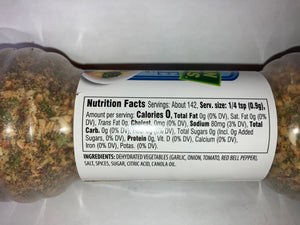 Nutrition Facts Servings: About 142, Serv. size: 1/4 tsp (0.9g),
Amount per serving: Calories 0, Total Fat 0g (0% DV), Sat. Fat 0g (0%
DV), Trans Fat 0g, Cholest. 0mg (0% DV), Sodium 80mg (3% DV), Total
Carb. 0g (0% DV), 0g (0% DV), Total Sugars 0g (Incl. 0g Added
Sugars, 0% DV), Protein 0g, Vit. D (0% DV), Calcium (0% DV),
Iron (0% DV), Potas. (0% DV).
INGREDIENTS: DEHYDRATED VEGETABLES (GARLIC, ONION, TOMATO, RED BELL PEPPER),
SALT, SPICES, SUGAR, CITRIC ACID, CANOLA OIL.